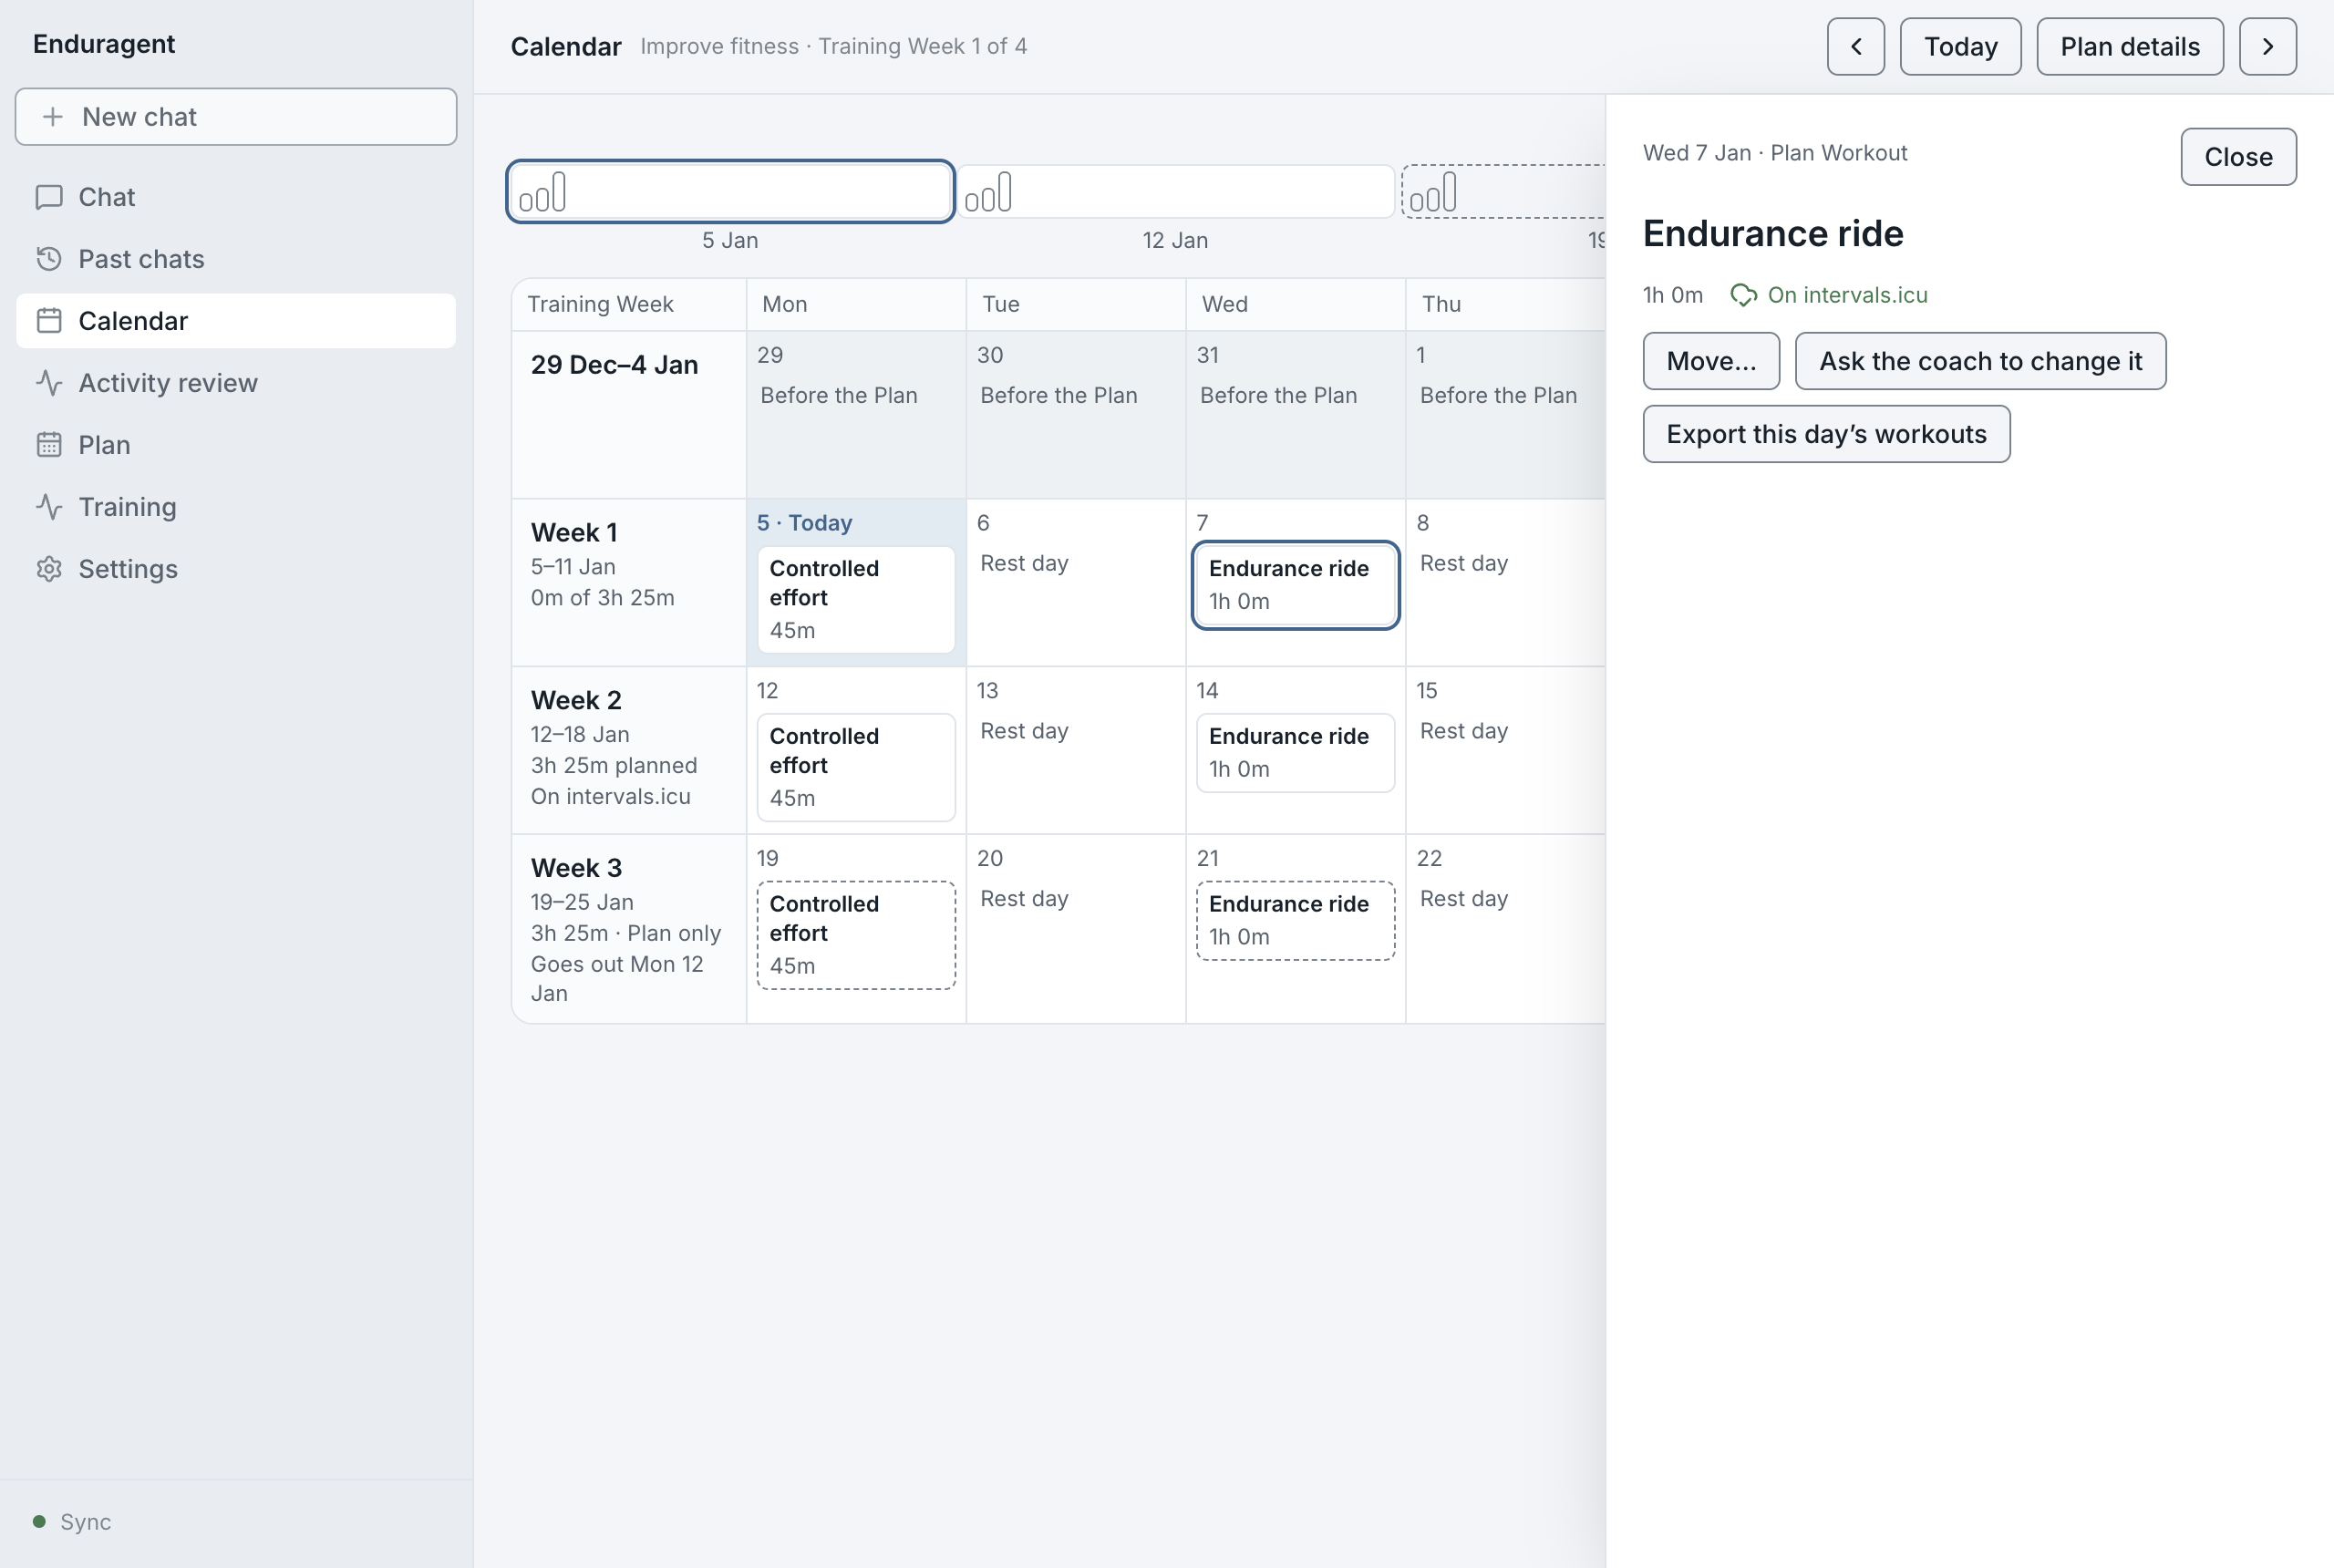 Enduragent
New chat
Chat
Past chats
Calendar
Activity review
Plan
Training
Settings
Sync
Calendar Improve fitness · Training Week 1 of 4
Today
Plan details
5 Jan
12 Jan
19
Training Week Mon Tue Wed Thu
29 Dec–4 Jan
29
Before the Plan
30
Before the Plan
31
Before the Plan
1
Before the Plan
Week 1
5–11 Jan
0m of 3h 25m
5 · Today
Controlled
effort
45m
6
Rest day
7
Endurance ride
1h 0m
8
Rest day
Week 2
12–18 Jan
3h 25m planned
On intervals.icu
12
Controlled
effort
45m
13
Rest day
14
Endurance ride
1h 0m
15
Rest day
Week 3
19–25 Jan
3h 25m · Plan only
Goes out Mon 12
Jan
19
Controlled
effort
45m
20
Rest day
21
Endurance ride
1h 0m
22
Rest day
Wed 7 Jan · Plan Workout
Close
Endurance ride
1h 0m On intervals.icu
Move...
Ask the coach to change it
Export this day’s workouts